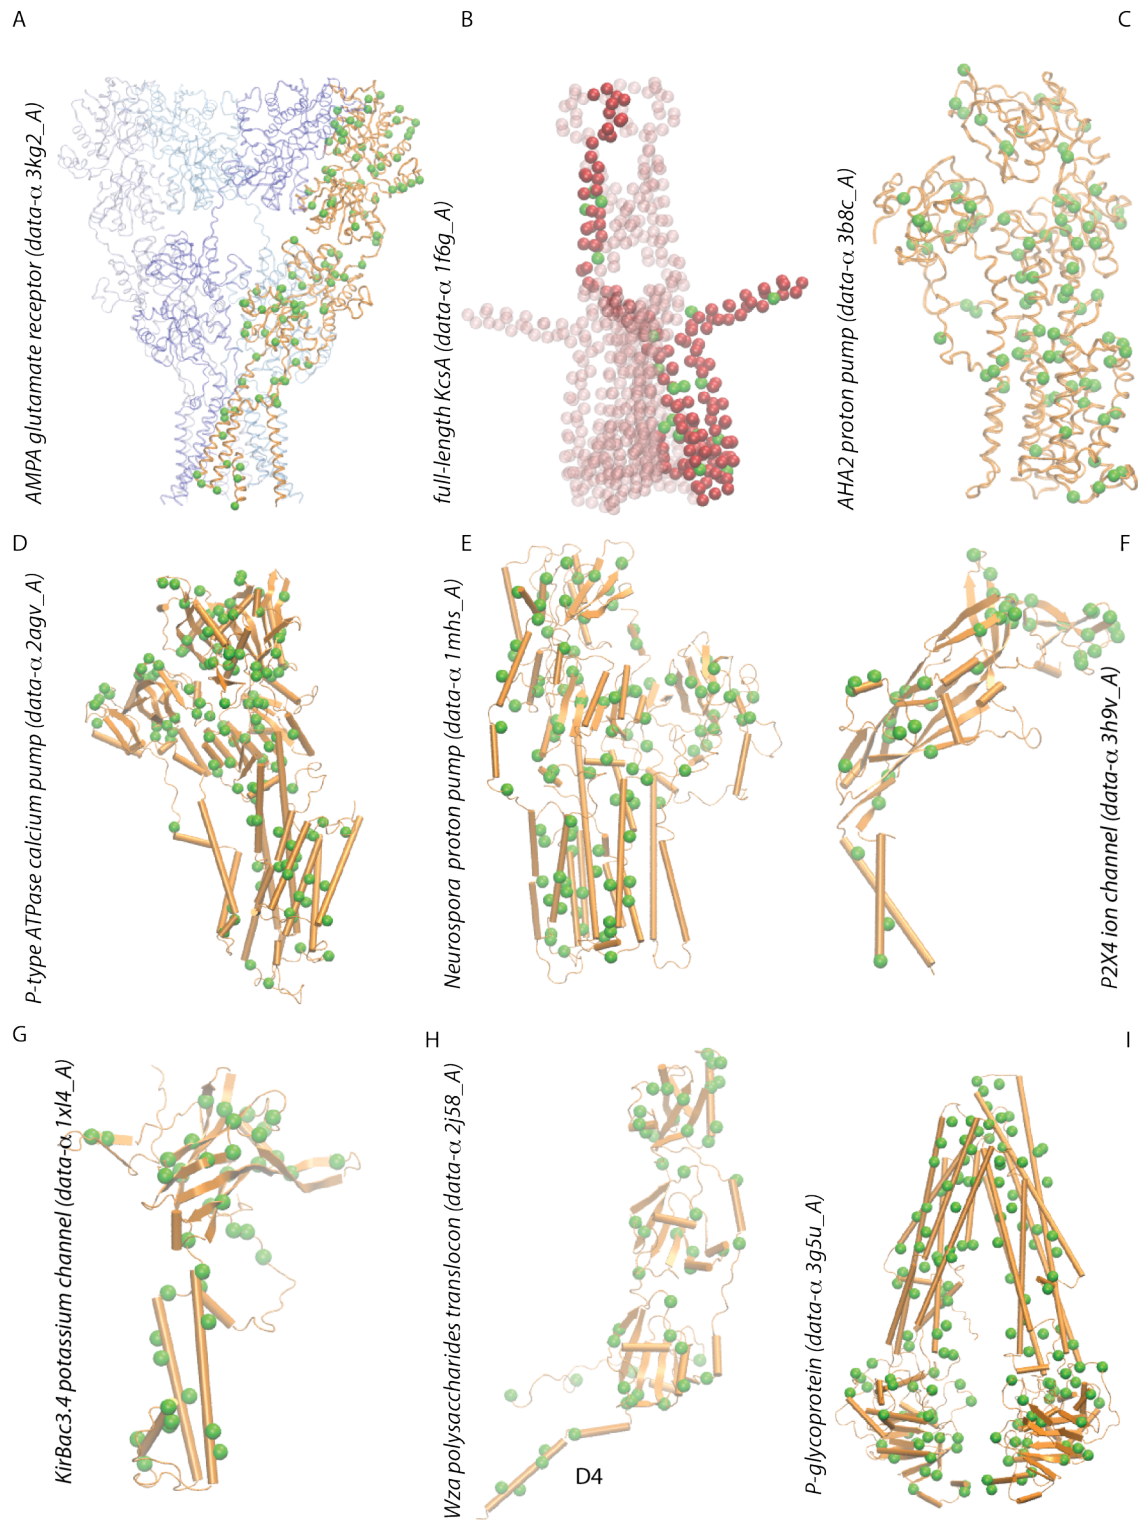 A
B
C
AMPA glutamate receptor (data-α 3kg2_A)
full-length KcsA (data-α 1f6g_A)
AHA2 proton pump (data-α 3b8c_A)
D
E
F
P-type ATPase calcium pump (data-α 2agv_A)
Neurospora proton pump (data-α 1mhs_A)
P2X4 ion channel (data-α 3h9v_A)
G
H
I
KirBac3.4 potassium channel (data-α 1xl4_A)
Wza polysaccharides translocon (data-α 2j58_A)
P-glycoprotein (data-α 3g5u_A)
D4